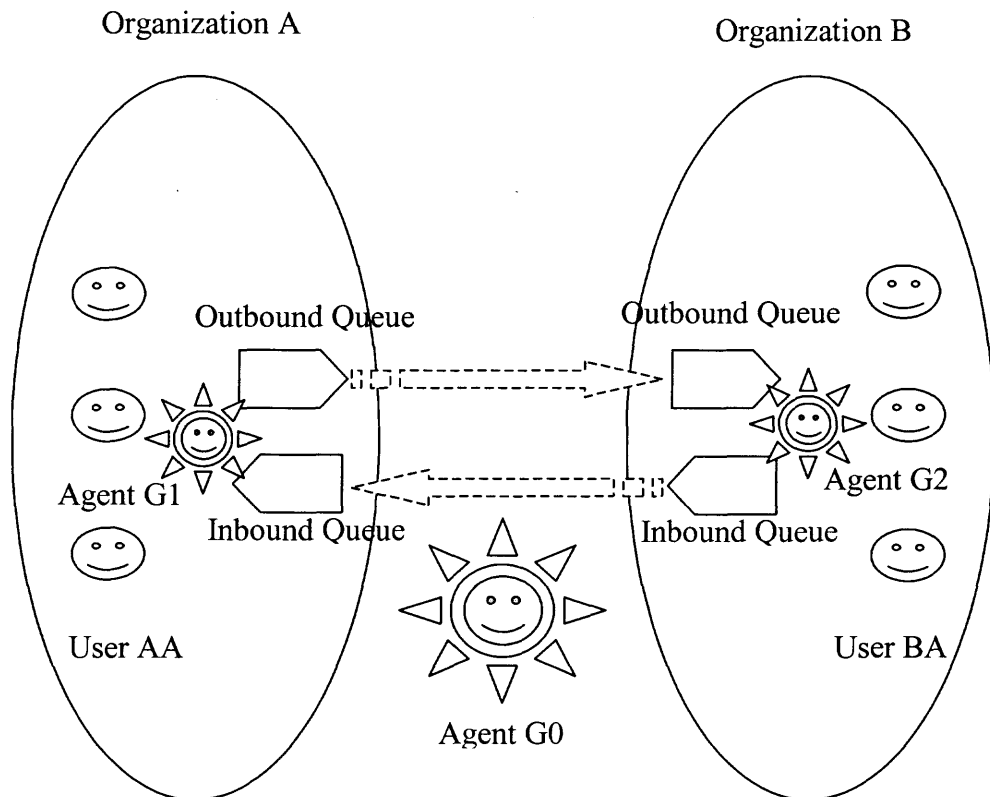 Organization A
Organization B
Outbound Queue
Outbound Queue
Agent G1
Agent G2
Inbound Queue
Inbound Queue
User AA
User BA
Agent G0